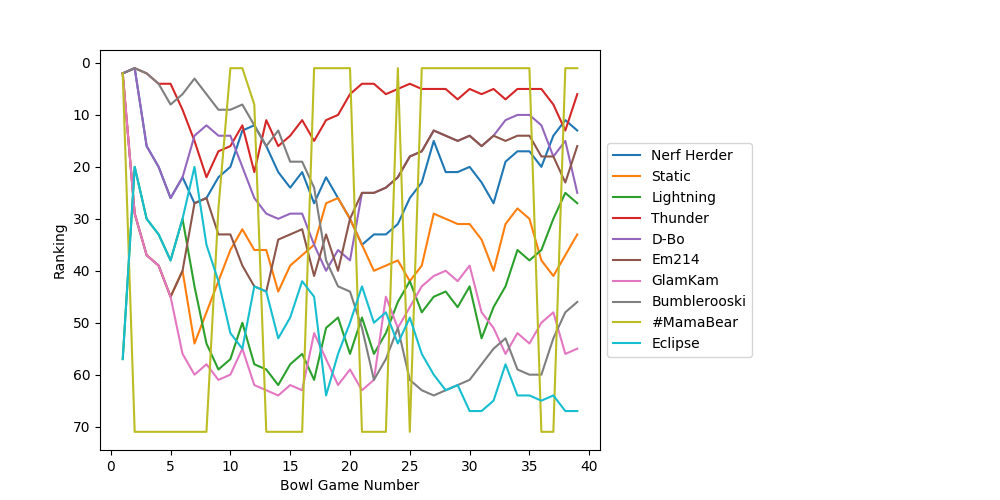 0
10
20
30
40
50
60
70
Ranking
0 5 10 15 20 25 30 35 40
Bowl Game Number
Nerf Herder
Static
Lightning
Thunder
D-Bo
Em214
GlamKam
Bumblerooski
#MamaBear
Eclipse